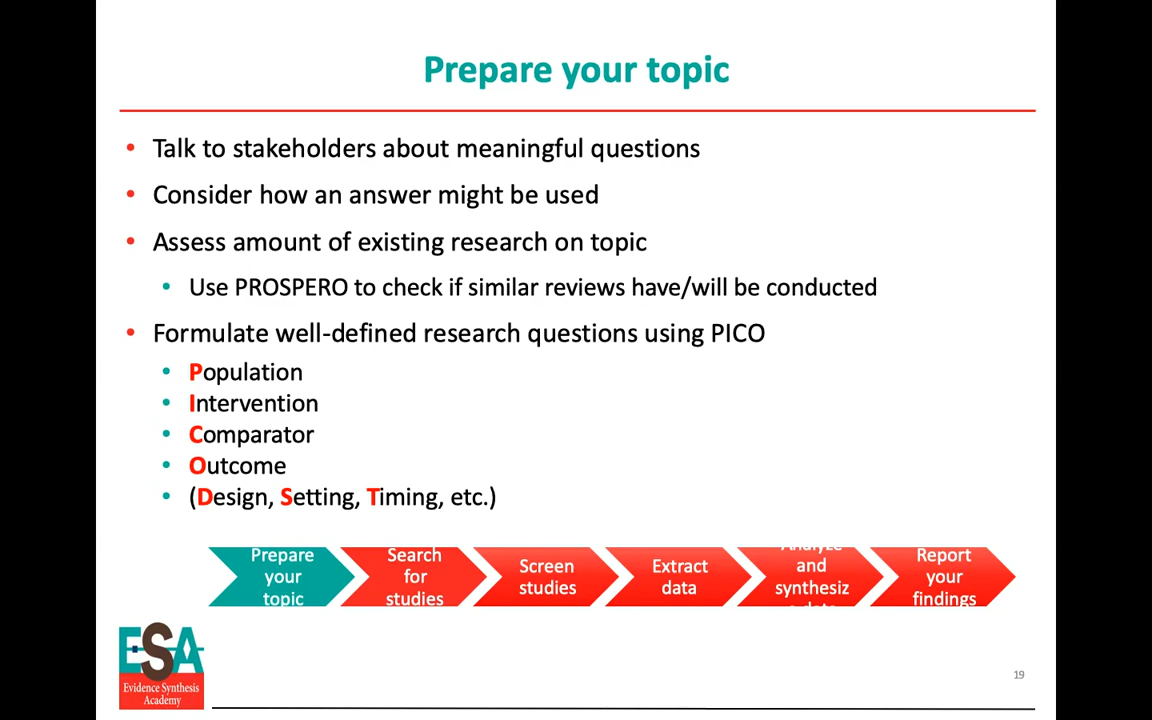 Prepare your topic
• Talk to stakeholders about meaningful questions
• Consider how an answer might be used
• Assess amount of existing research on topic
• Use PROSPERO to check if similar reviews have/will be conducted
• Formulate well-defined research questions using PICO
• Population
• Intervention
• Comparator
• Outcome
• (Design, Setting, Timing, etc.)
Prepare
your
topic
Search
for
studies
Screen
studies
Extract
data
Analyze
and
synthesiz
e data
Report
your
findings
ESA
Evidence Synthesis
Academy
19